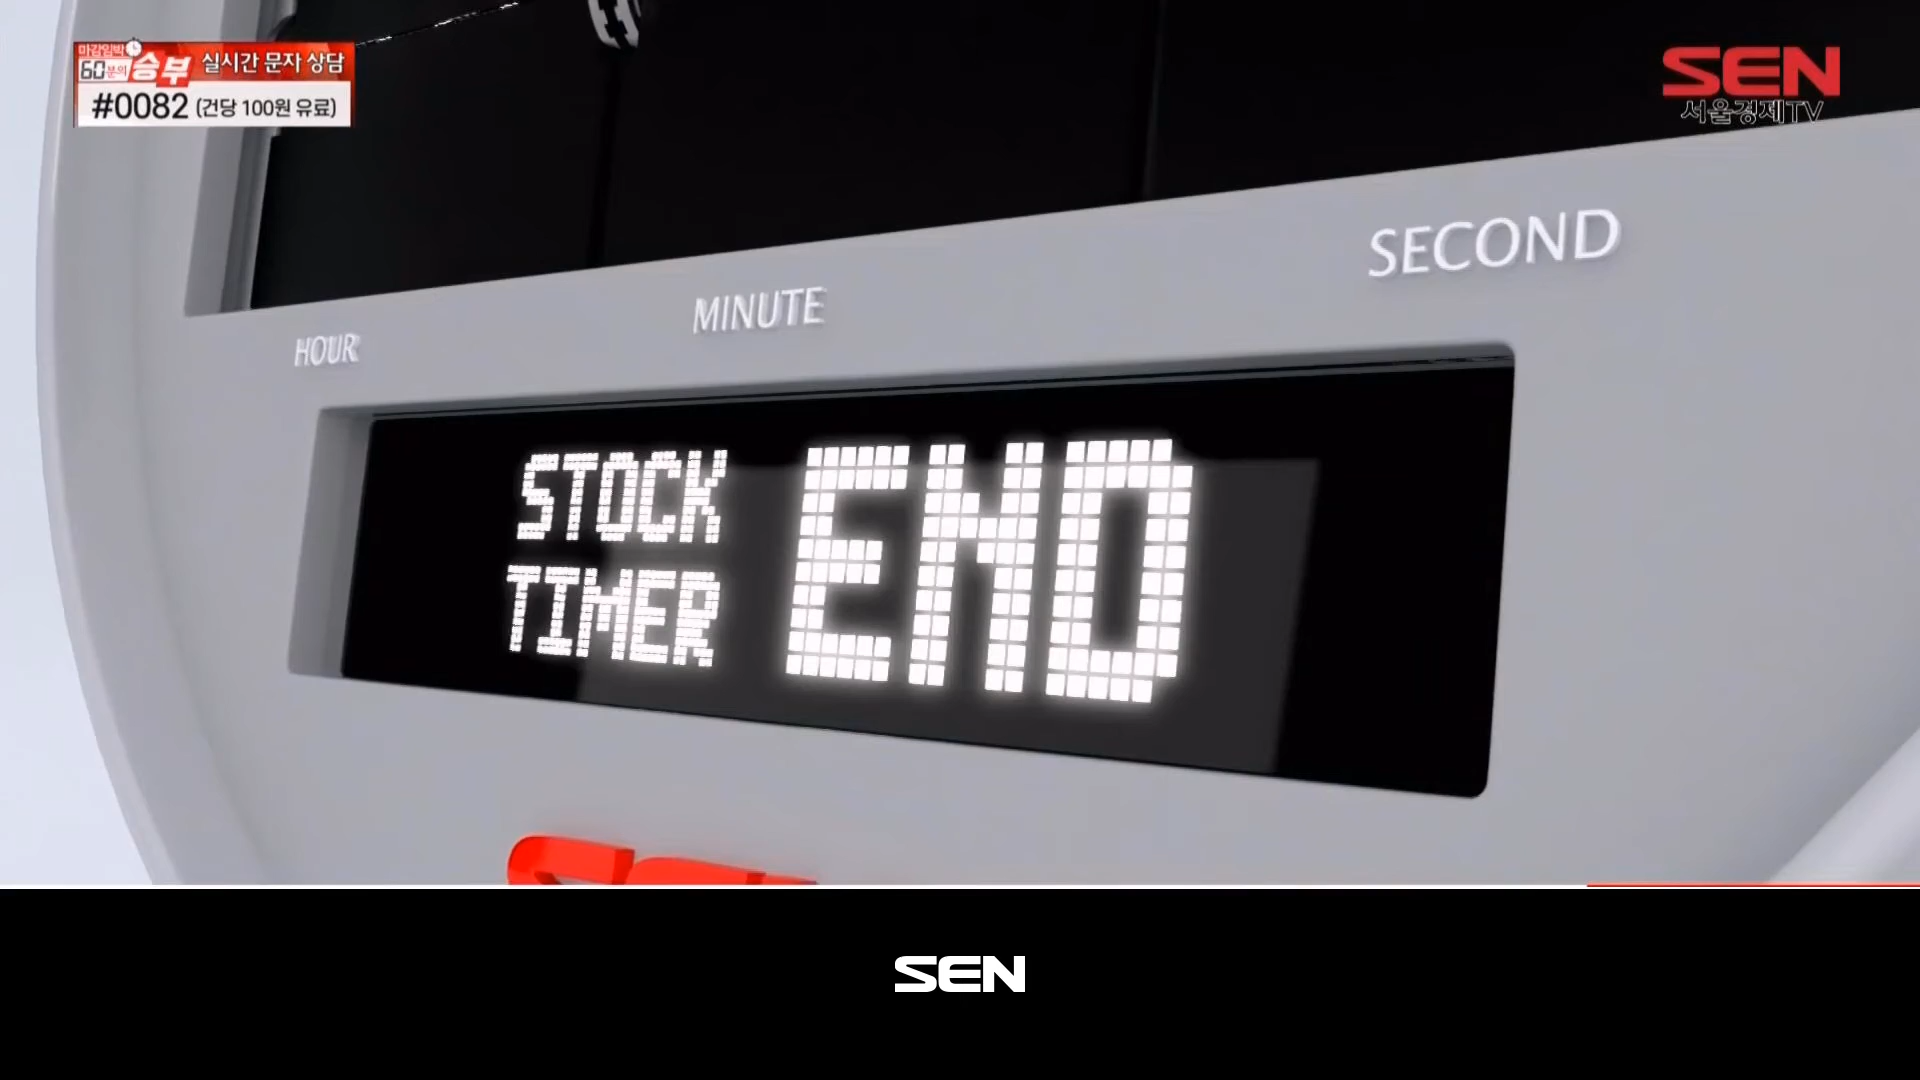 마감임박
60분의 승부 실시간 문자 상담
#0082 (건당 100원 유료)
SEN
서울경제TV
HOUR MINUTE SECOND
STOCK
TIMER
END
SEN